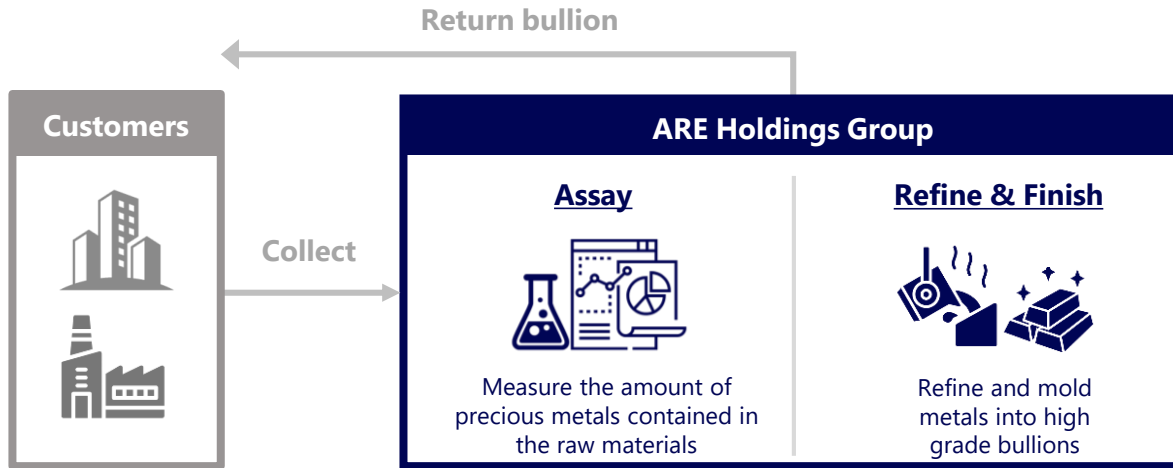 Return bullion
Customers
Collect
ARE Holdings Group
Assay
Measure the amount of
precious metals contained in
the raw materials
Refine & Finish
Refine and mold
metals into high
grade bullions